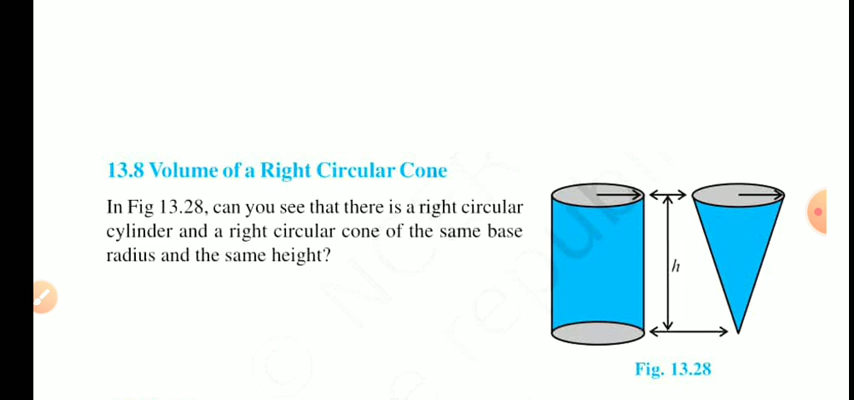 13.8 Volume of a Right Circular Cone
In Fig 13.28, can you see that there is a right circular
cylinder and a right circular cone of the same base
radius and the same height?
h
Fig. 13.28